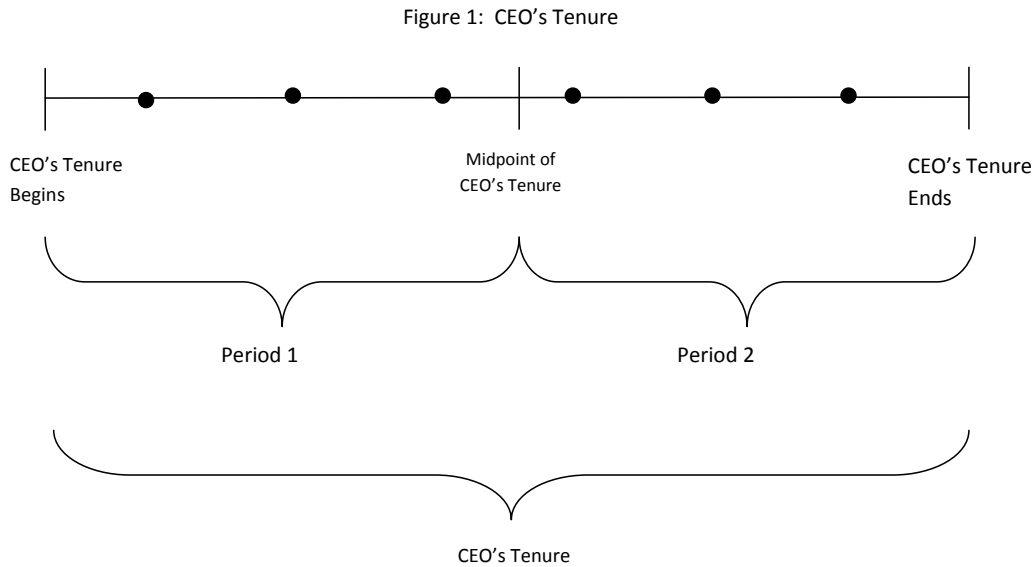 Figure 1: CEO's Tenure
CEO's Tenure
Begins
Midpoint of
CEO's Tenure
CEO's Tenure
Ends
Period 1
Period 2
CEO's Tenure